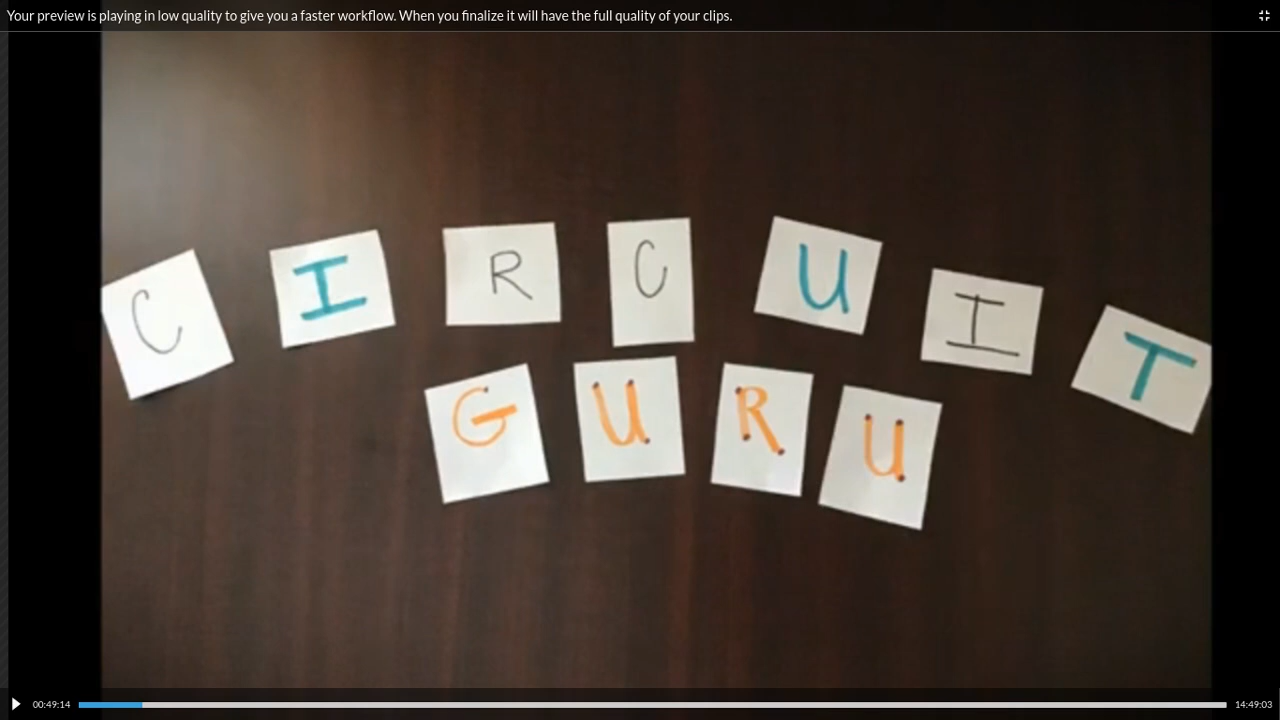 Your preview is playing in low quality to give you a faster workflow. When you finalize it will have the full quality of your clips.
CIRCUIT
GURU
00:49:14
14:49:03